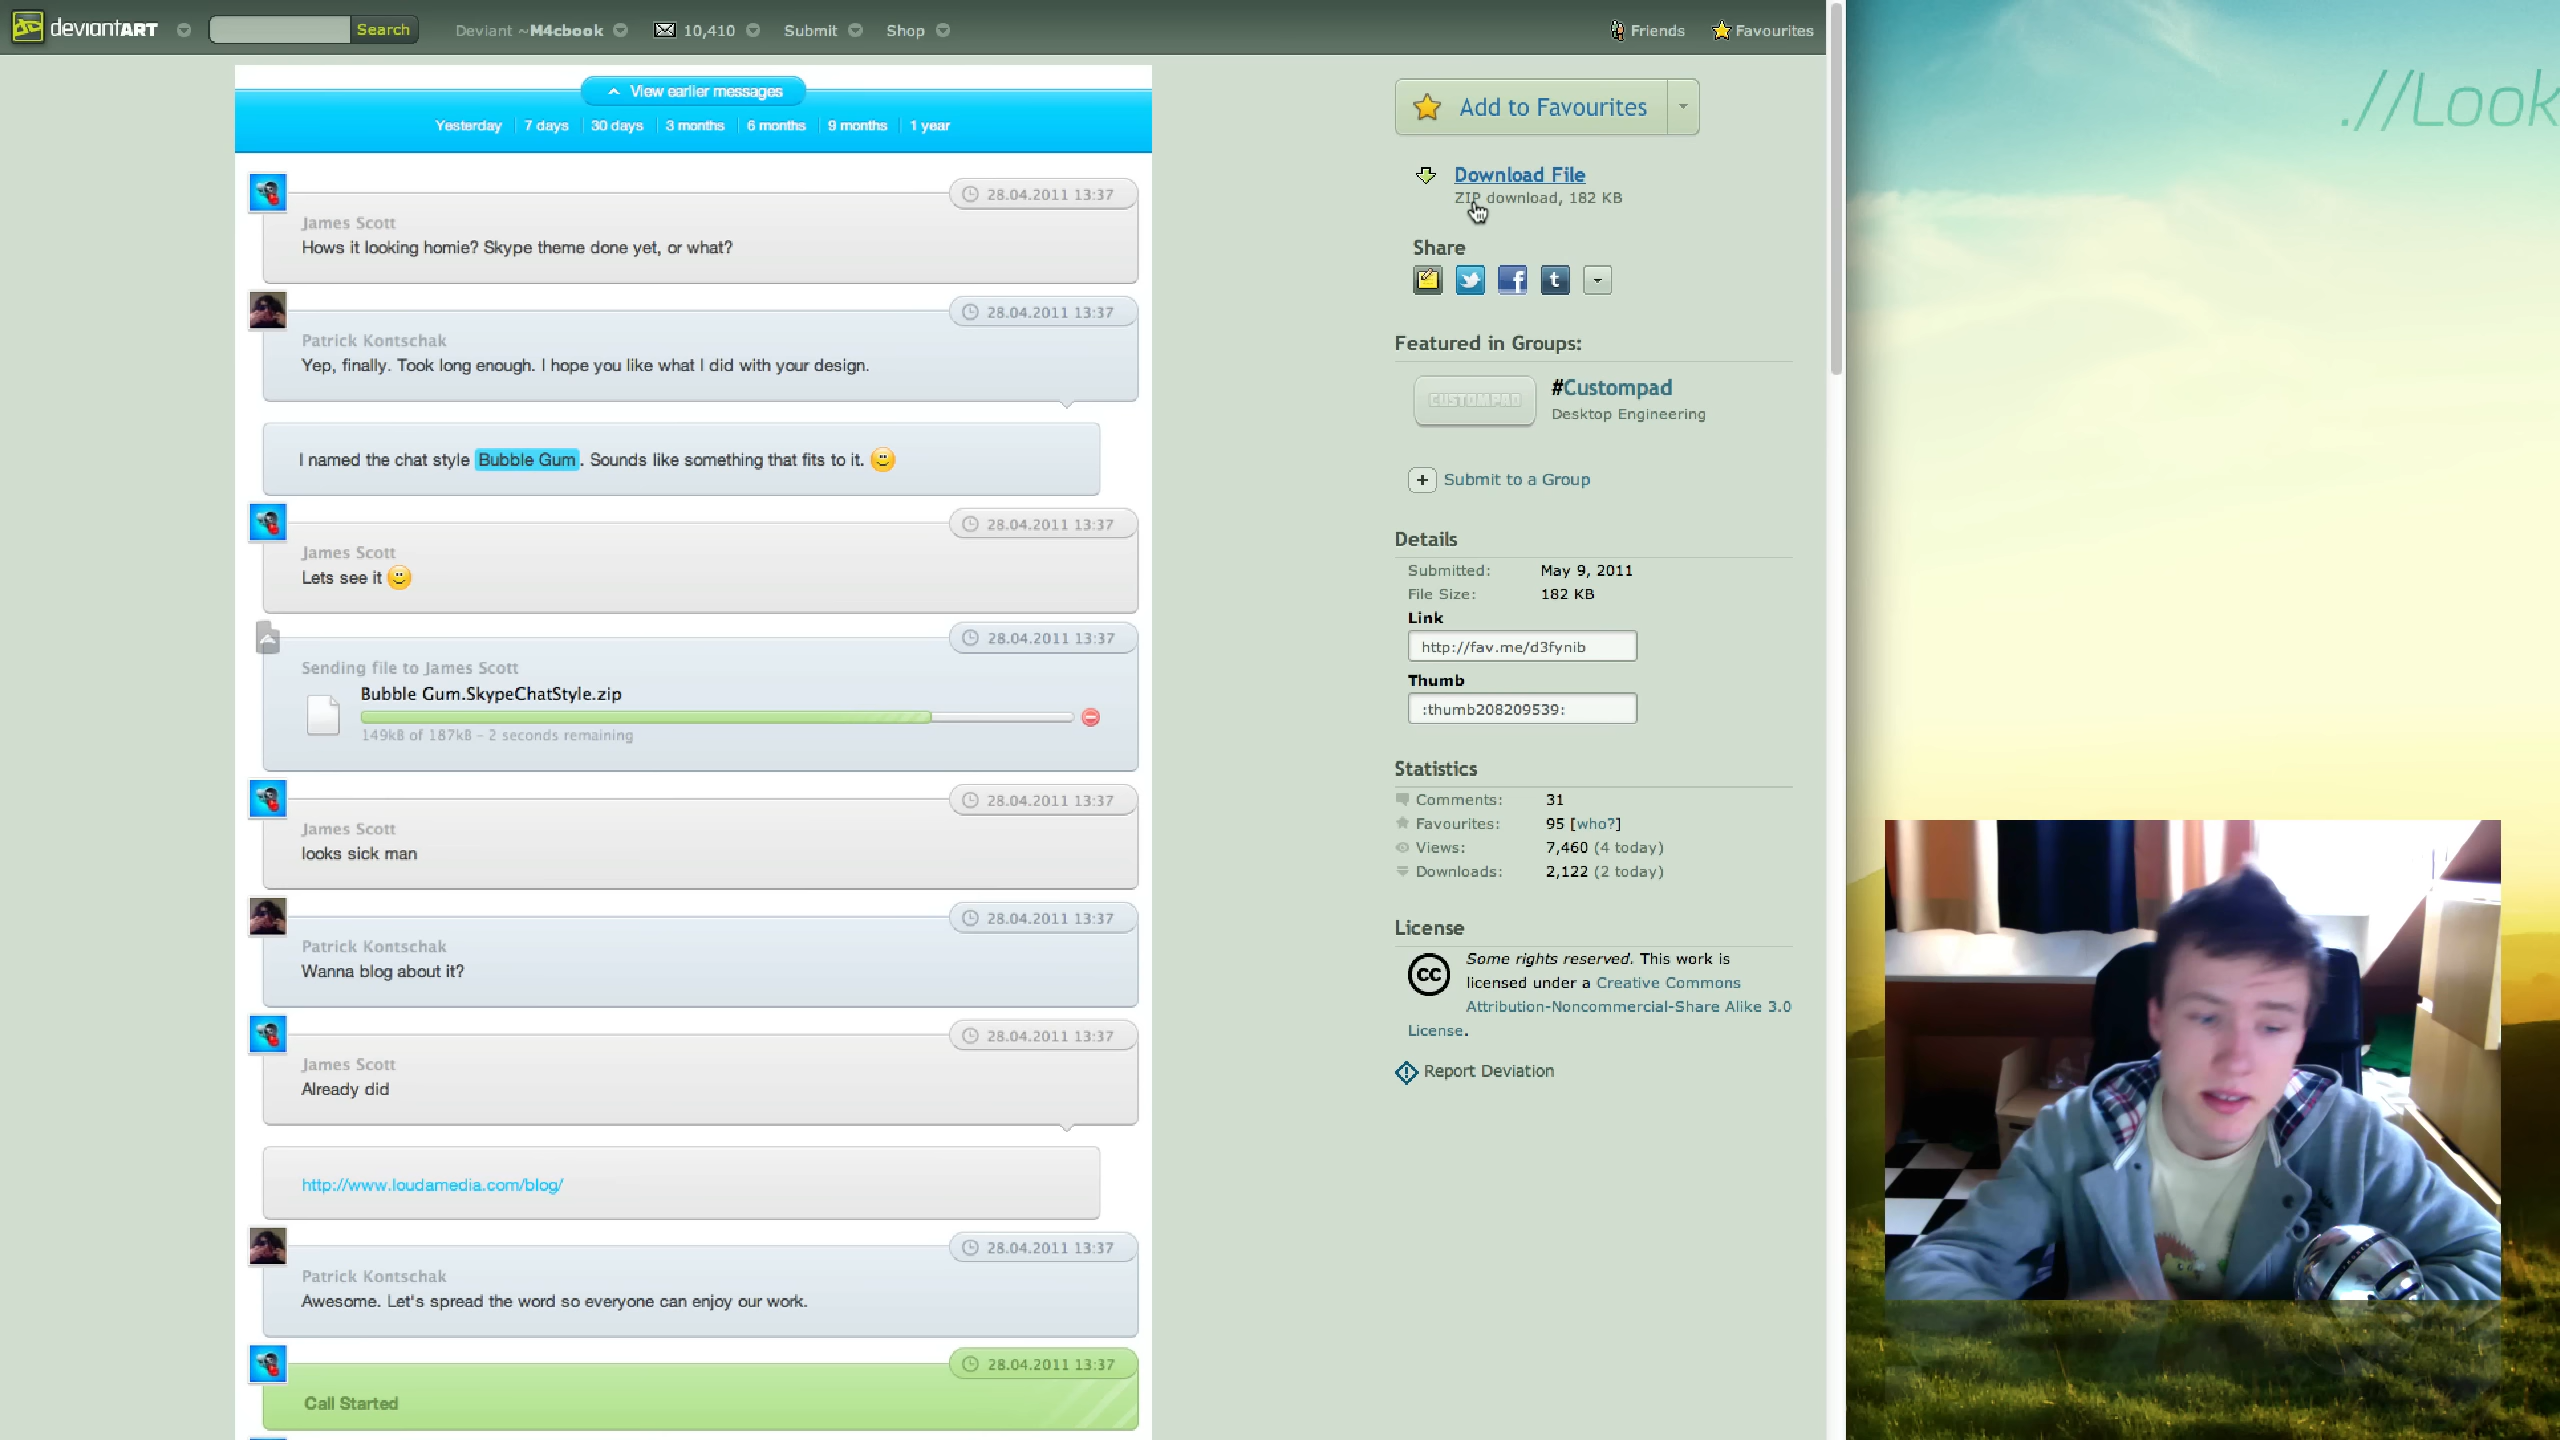 deviantART
Search
Deviant ~M4cbook
10,410
Submit
Shop
Friends
Favourites
View earlier messages
Yesterday
7 days
30 days
3 months
6 months
9 months
1 year
28.04.2011 13:37
James Scott
Hows it looking homie? Skype theme done yet, or what?
28.04.2011 13:37
Patrick Kontschak
Yep, finally. Took long enough. I hope you like what I did with your design.
I named the chat style Bubble Gum. Sounds like something that fits to it.
28.04.2011 13:37
James Scott
Lets see it
28.04.2011 13:37
Sending file to James Scott
Bubble Gum.SkypeChatStyle.zip
149kB of 187kB - 2 seconds remaining
28.04.2011 13:37
James Scott
looks sick man
28.04.2011 13:37
Patrick Kontschak
Wanna blog about it?
28.04.2011 13:37
James Scott
Already did
http://www.loudamedia.com/blog/
28.04.2011 13:37
Patrick Kontschak
Awesome. Let's spread the word so everyone can enjoy our work.
28.04.2011 13:37
Call Started
Add to Favourites
Download File
ZIP download, 182 KB
Share
Featured in Groups:
CUSTOMPAD
#Custompad
Desktop Engineering
Submit to a Group
Details
Submitted: May 9, 2011
File Size: 182 KB
Link
http://fav.me/d3fynib
Thumb
:thumb208209539:
Statistics
Comments: 31
Favourites: 95 [who?]
Views: 7,460 (4 today)
Downloads: 2,122 (2 today)
License
cc
Some rights reserved. This work is
licensed under a Creative Commons
Attribution-Noncommercial-Share Alike 3.0
License.
Report Deviation
.//Look